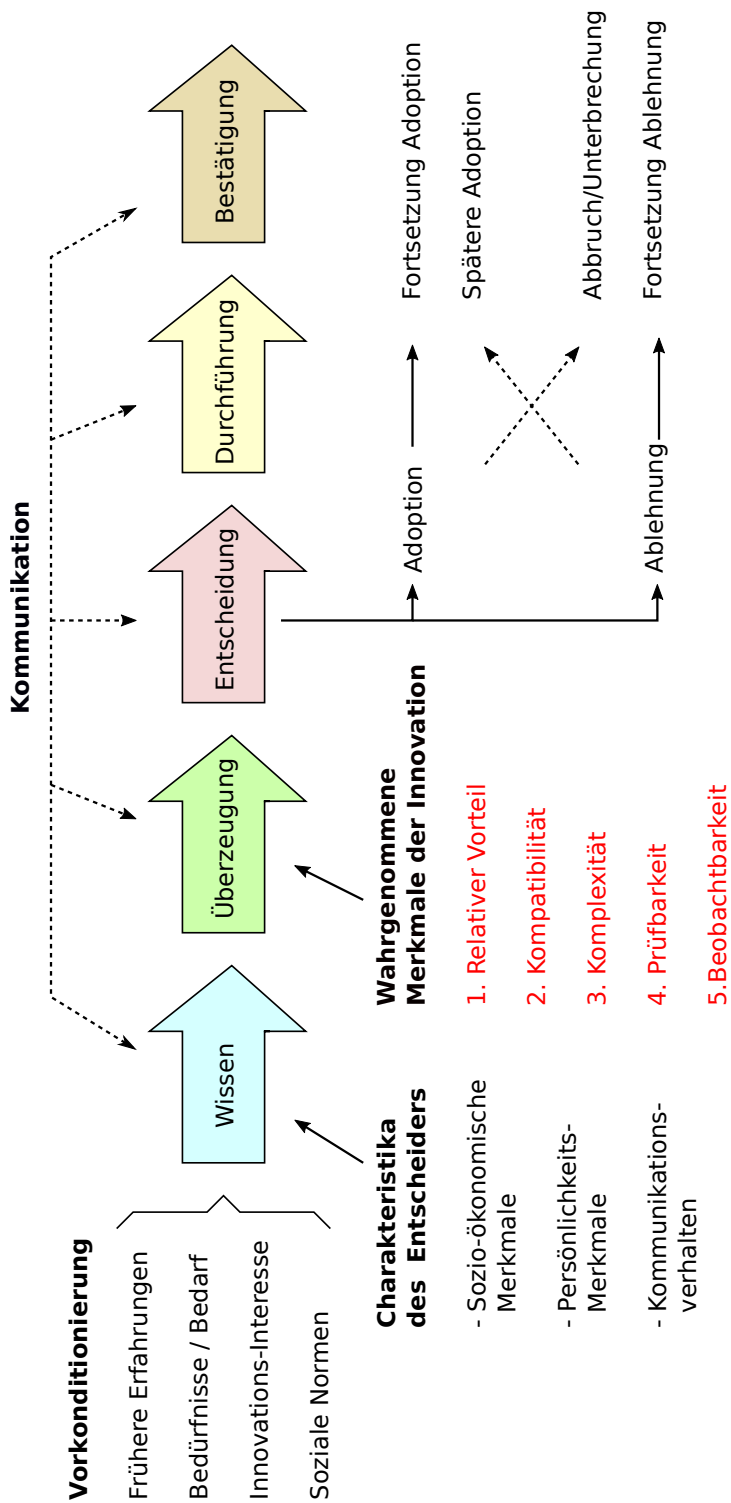 Kommunikation
Vorkonditionierung
Frühere Erfahrungen
Bedürfnisse / Bedarf
Innovations-Interesse
Soziale Normen
Wissen
Überzeugung
Entscheidung
Durchführung
Bestätigung
Charakteristika
des Entscheiders
- Sozio-ökonomische
Merkmale
- Persönlichkeits-
Merkmale
- Kommunikations-
verhalten
Wahrgenommene
Merkmale der Innovation
1. Relativer Vorteil
2. Kompatibilität
3. Komplexität
4. Prüfbarkeit
5.Beobachtbarkeit
Adoption
Ablehnung
Fortsetzung Adoption
Spätere Adoption
Abbruch/Unterbrechung
Fortsetzung Ablehnung